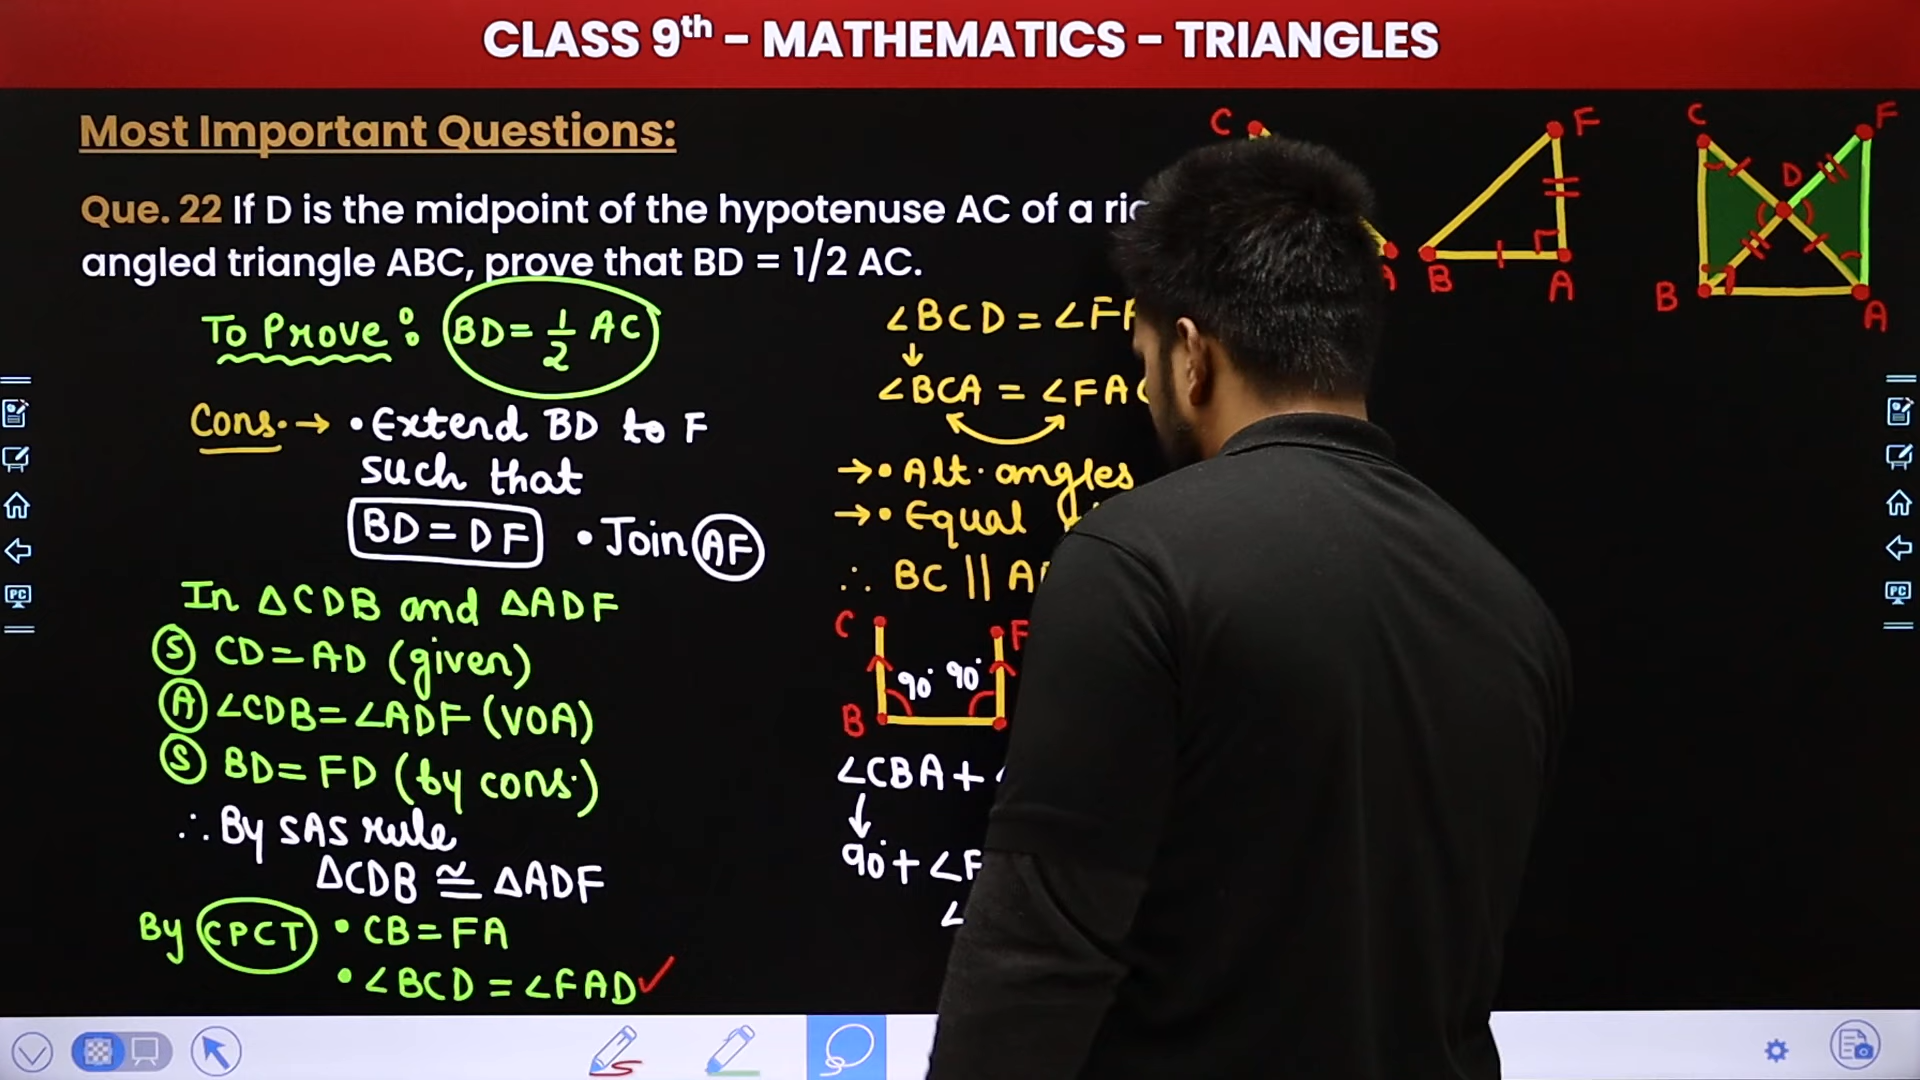 CLASS 9th - MATHEMATICS - TRIANGLES
Most Important Questions:
Que. 22 If D is the midpoint of the hypotenuse AC of a
angled triangle ABC, prove that BD = 1/2 AC.
To Prove : BD = 1/2 AC
Cons. → • Extend BD to F
such that
BD = DF • Join AF
In ΔCDB and ΔADF
(S) CD = AD (given)
(A) ∠CDB = ∠ADF (VOA)
(S) BD = FD (by cons.)
∴ By SAS rule
ΔCDB ≅ ΔADF
By CPCT • CB = FA
• ∠BCD = ∠FAD ✓
∠BCD = ∠F
↓
∠BCA = ∠FA
→ • Alt. angles
→ • Equal
∴ BC || A
C F
90° 90°
B
∠CBA +
↓
90° + ∠F
∠
C
A
F
B A
C F
D
B A
PC
PC